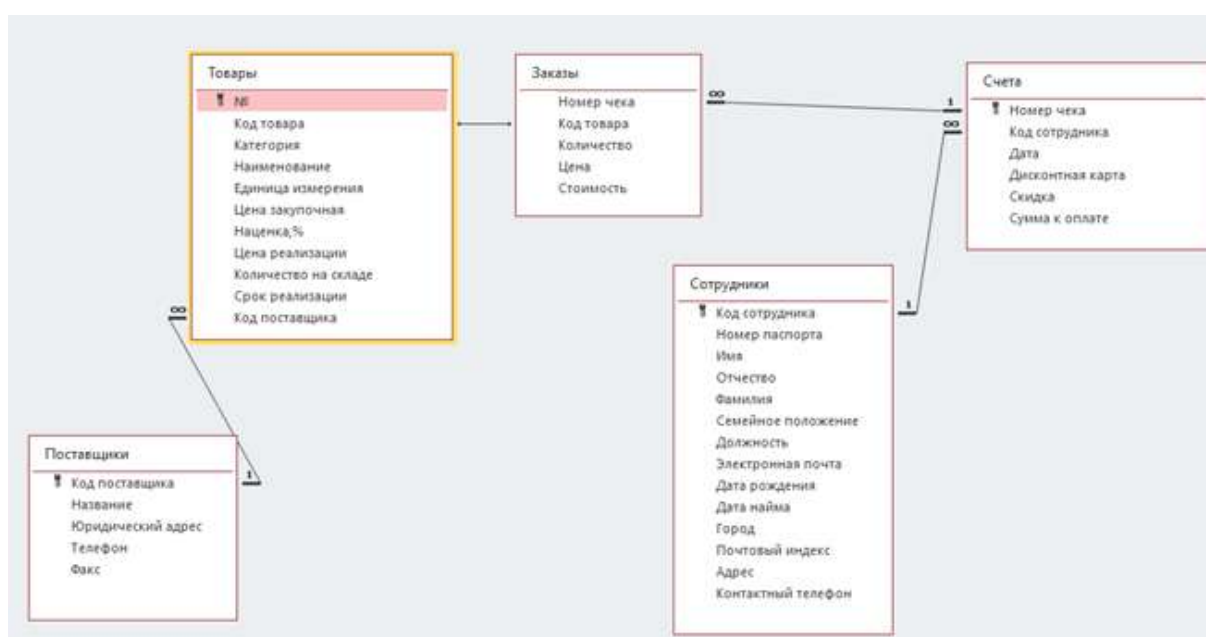 Товары
№
Код товара
Категория
Наименование
Единица измерения
Цена закупочная
Наценка,%
Цена реализации
Количество на складе
Срок реализации
Код поставщика
∞
Заказы
Номер чека
Код товара
Количество
Цена
Стоимость
∞
1
∞
Счета
Номер чека
Код сотрудника
Дата
Дисконтная карта
Скидка
Сумма к оплате
Сотрудники
Код сотрудника
Номер паспорта
Имя
Отчество
Фамилия
Семейное положение
Должность
Электронная почта
Дата рождения
Дата найма
Город
Почтовый индекс
Адрес
Контактный телефон
1
Поставщики
Код поставщика
Название
Юридический адрес
Телефон
Факс
1